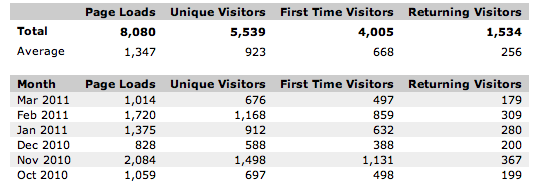 Page Loads Unique Visitors First Time Visitors Returning Visitors
Total 8,080 5,539 4,005 1,534
Average 1,347 923 668 256
Month Page Loads Unique Visitors First Time Visitors Returning Visitors
Mar 2011 1,014 676 497 179
Feb 2011 1,720 1,168 859 309
Jan 2011 1,375 912 632 280
Dec 2010 828 588 388 200
Nov 2010 2,084 1,498 1,131 367
Oct 2010 1,059 697 498 199